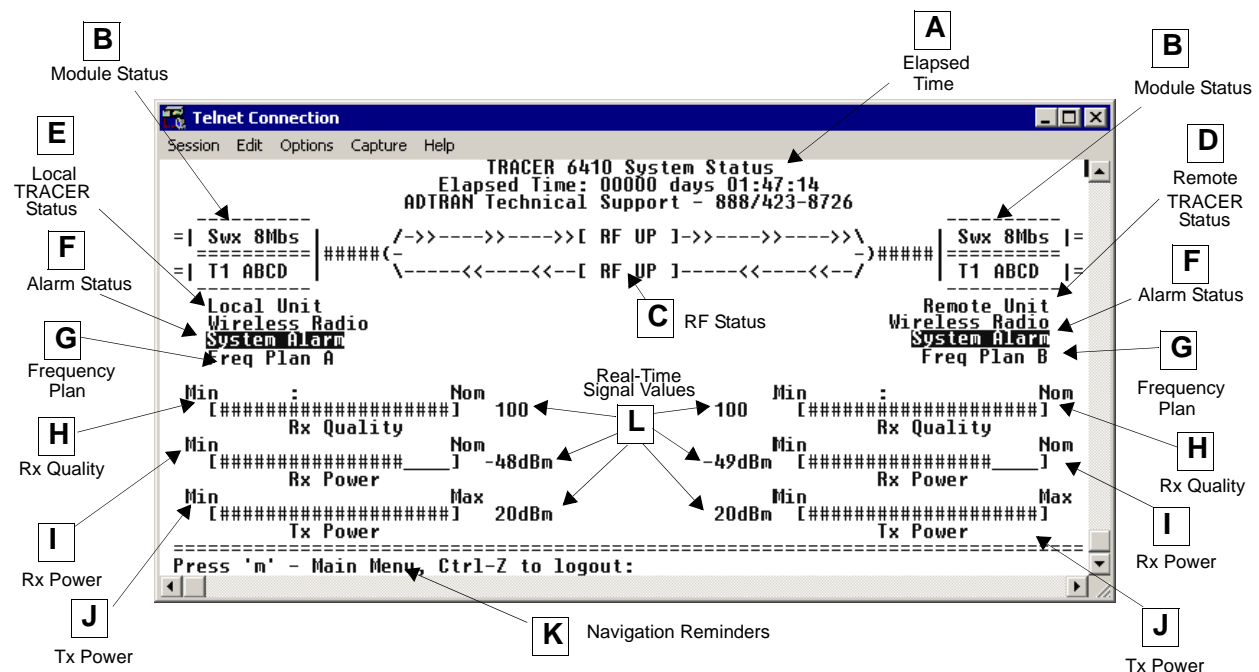 A
Elapsed
Time
B
Module Status
B
Module Status
Telnet Connection
Session Edit Options Capture Help
TRACER 6410 System Status
Elapsed Time: 00000 days 01:47:14
ADTRAN Technical Support - 888/423-8726
E
Local
TRACER
Status
D
Remote
TRACER
Status
=| Swx 8Mbs | /->>---->>---->>[ RF UP ]->>---->>---->>\ | Swx 8Mbs |=
|#####(- -)#####|
=| T1 ABCD | \-----<<----<<--[ RF UP ]-----<<----<<--/ | T1 ABCD |=
F
Alarm Status
F
Alarm Status
C
RF Status
Local Unit Remote Unit
Wireless Radio Wireless Radio
System Alarm System Alarm
Freq Plan A Freq Plan B
G
Frequency
Plan
G
Frequency
Plan
Real-Time
Signal Values
L
Min : Nom Min : Nom
[####################] 100 100 [####################]
Rx Quality Rx Quality
H
Rx Quality
H
Rx Quality
Min Nom Nom
[################____] -48dBm -49dBm [################____]
Rx Power Rx Power
Min Max Min Max
[####################] 20dBm 20dBm [####################]
Tx Power Tx Power
I
Rx Power
I
Rx Power
Press 'm' - Main Menu, Ctrl-Z to logout:
J
Tx Power
K
Navigation Reminders
J
Tx Power